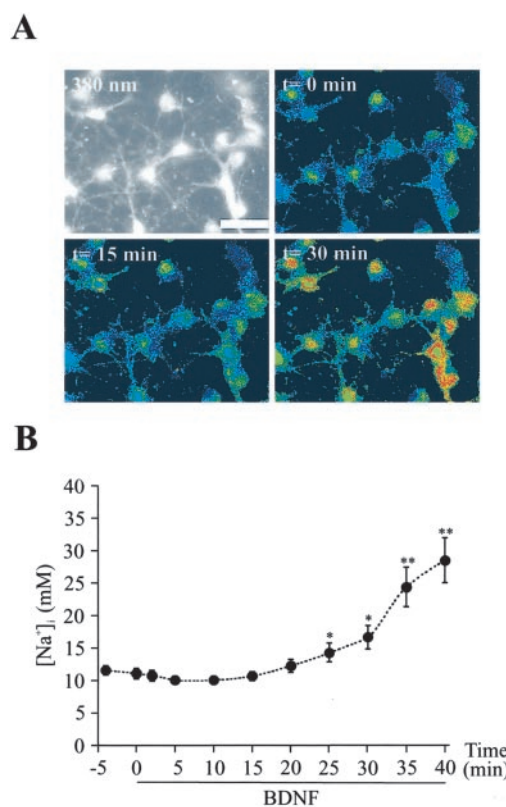 A
380 nm
t= 0 min
t= 15 min
t= 30 min
B
40
35
30
25
20
15
10
5
0
[Na⁺]ᵢ (mM)
*
*
**
**
-5 0 5 10 15 20 25 30 35 40
Time
(min)
BDNF